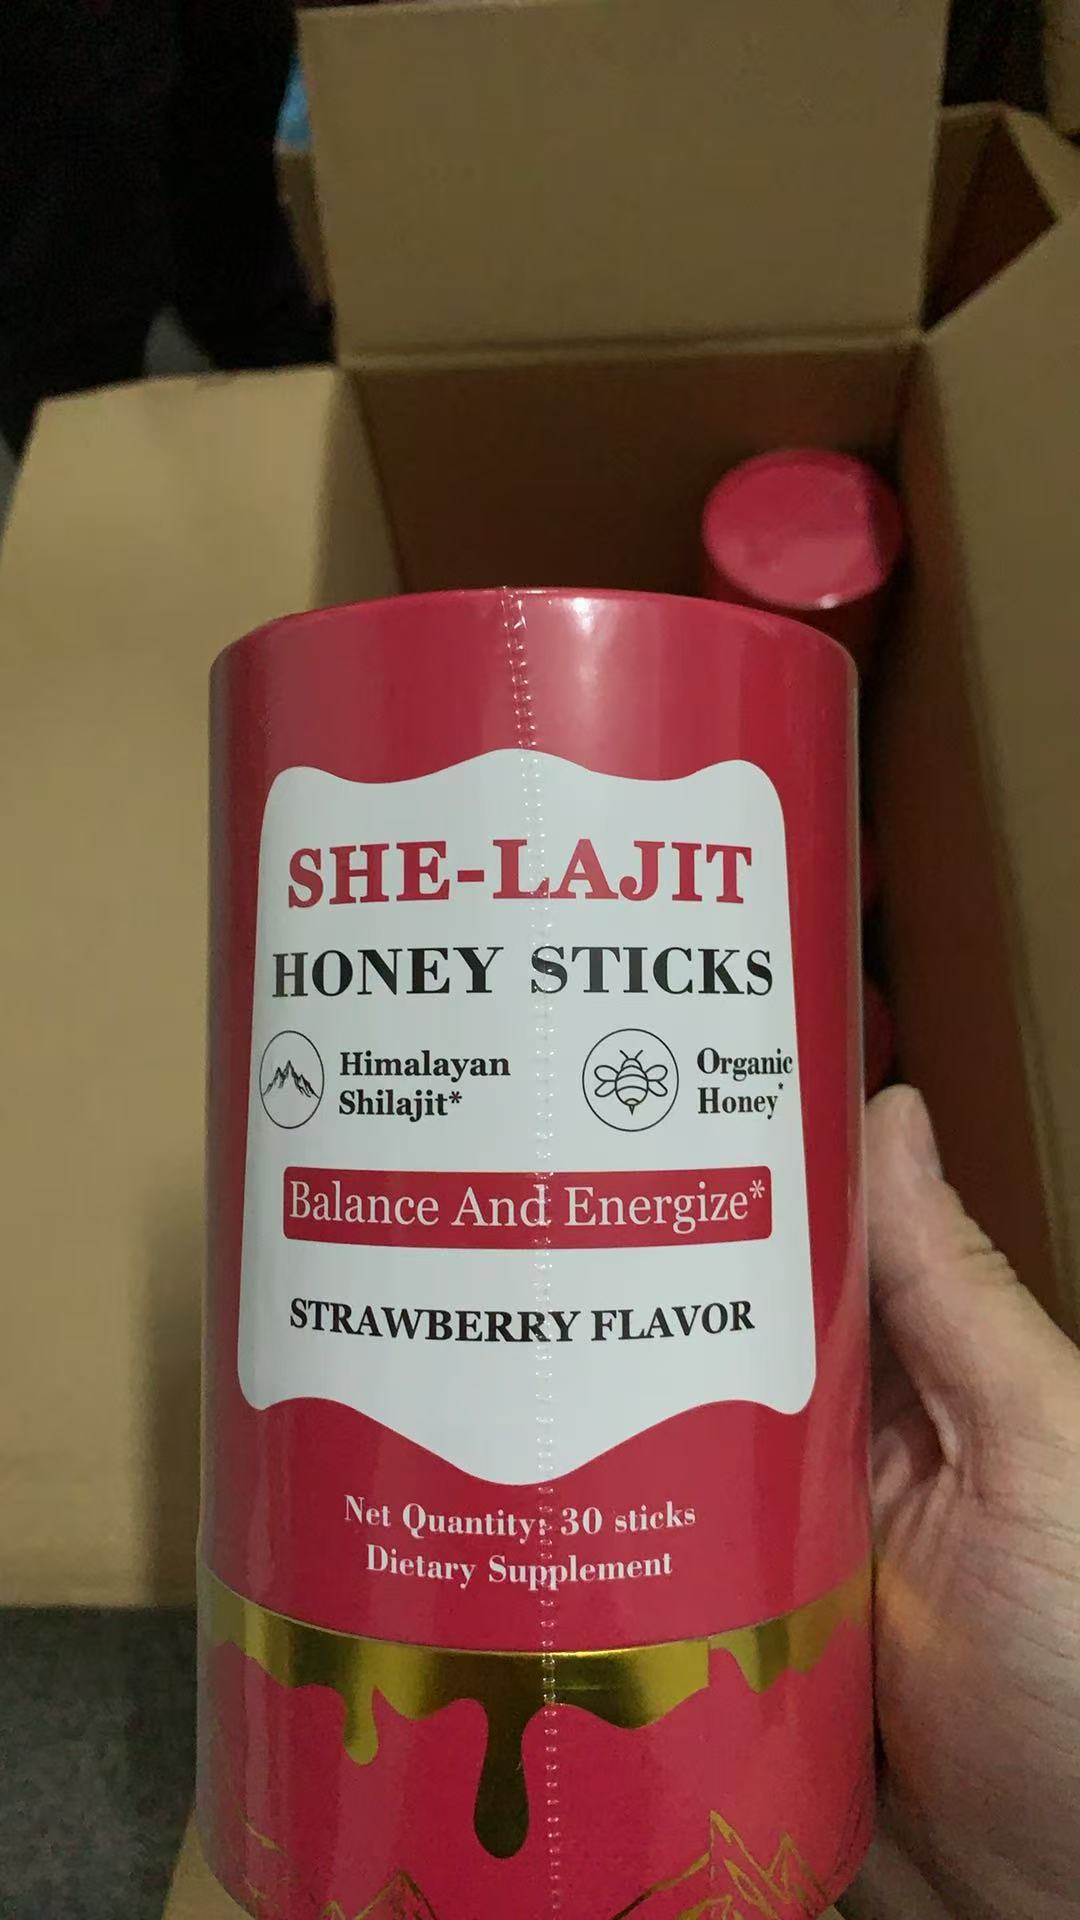 SHE-LAJIT
HONEY STICKS
Himalayan
Shilajit*
Organic
Honey*
Balance And Energize*
STRAWBERRY FLAVOR
Net Quantity: 30 sticks
Dietary Supplement